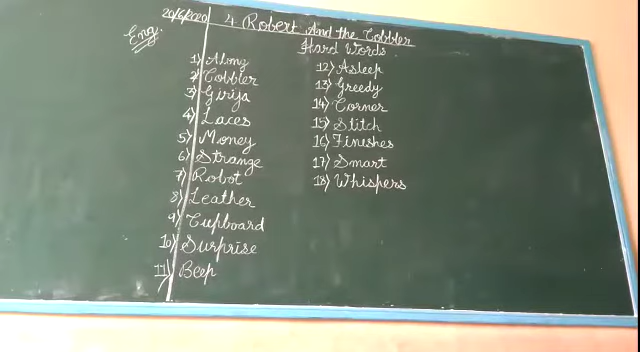 20/6/2020 4 Robert And the Cobbler
Eng.
Hard Words
1) Along
2) Cobbler
3) Girija
4) Laces
5) Money
6) Strange
7) Robot
8) Leather
9) Cupboard
10) Surprise
11) Beep
12) Asleep
13) Greedy
14) Corner
15) Stitch
16) Fineshes
17) Smart
18) Whispers